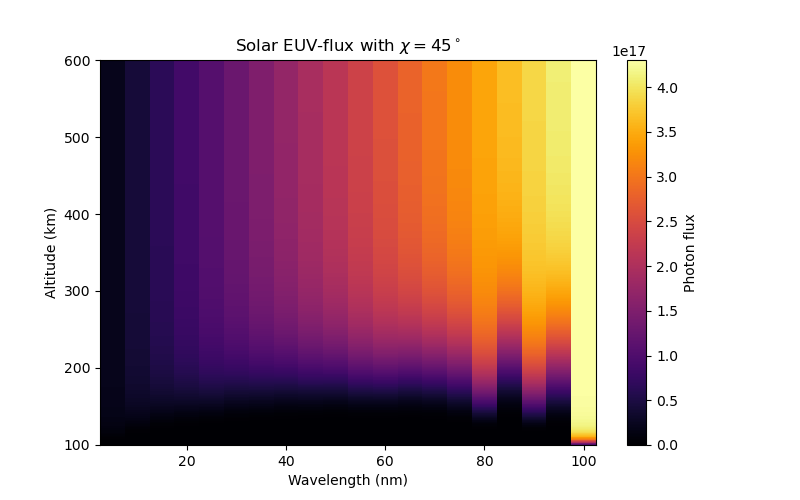 Solar EUV-flux with χ = 45°
1e17
600
500
400
300
200
100
Altitude (km)
20 40 60 80 100
Wavelength (nm)
4.0
3.5
3.0
2.5
2.0
1.5
1.0
0.5
0.0
Photon flux